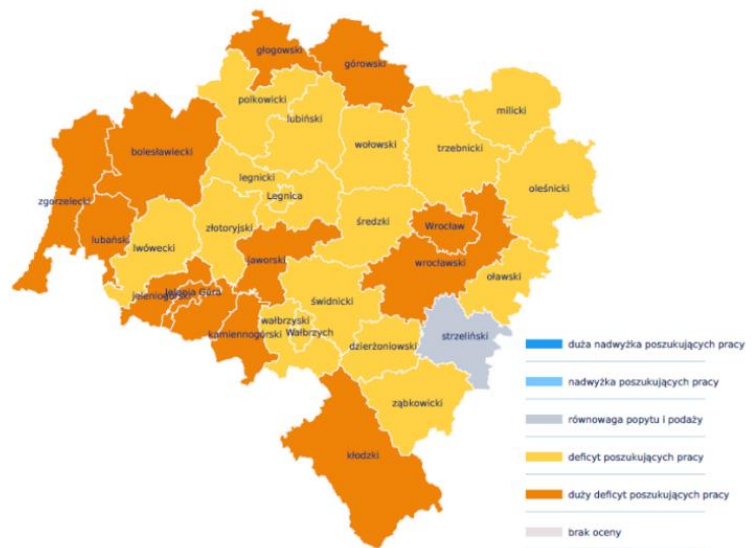 głogowski
górowski
polkowicki
lubiński
milicki
bolesławiecki
wołowski
trzebnicki
legnicki
oleśnicki
zgorzelecki
Legnica
lubański
złotoryjski
średzki
Wrocław
lwówecki
jaworski
wrocławski
oławski
Jelenia Góra
jeleniogórski
świdnicki
wałbrzyski
kamiennogórski
Wałbrzych
strzeliński
dzierżoniowski
ząbkowicki
kłodzki
duża nadwyżka poszukujących pracy
nadwyżka poszukujących pracy
równowaga popytu i podaży
deficyt poszukujących pracy
duży deficyt poszukujących pracy
brak oceny